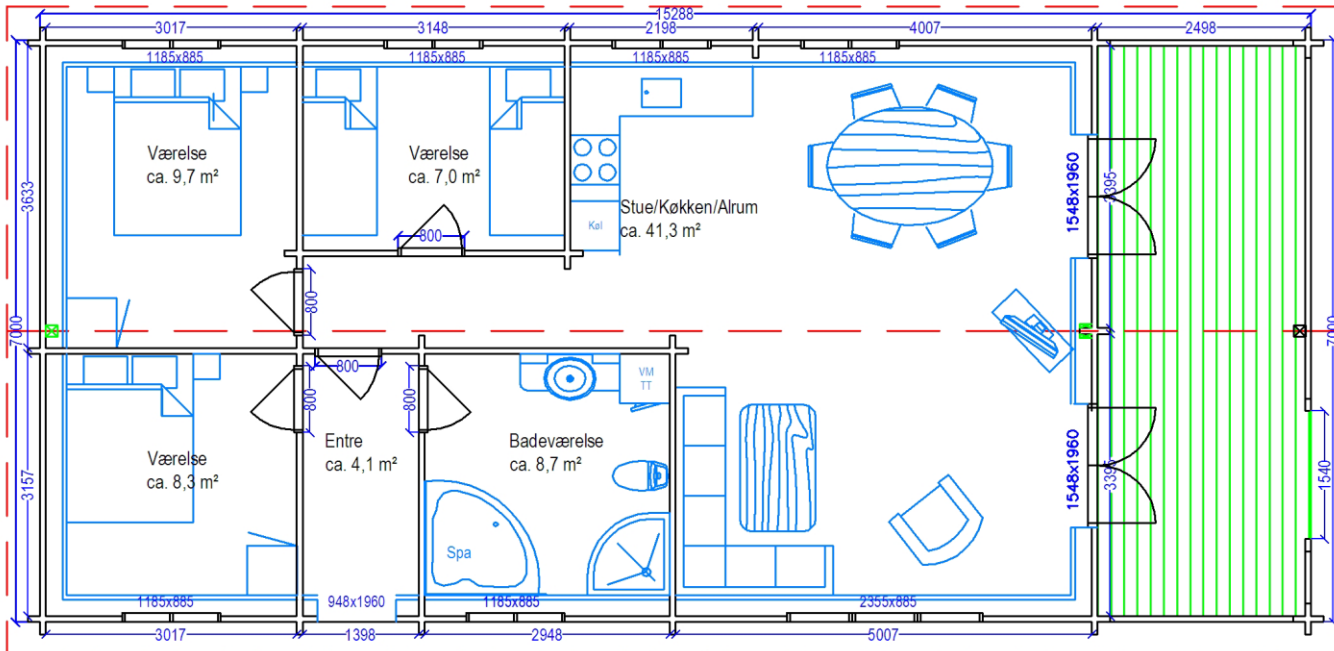 15288
3017 3148 2198 4007 2498
1185x885 1185x885 1185x885 1185x885
Værelse
ca. 9,7 m²
Værelse
ca. 7,0 m²
Stue/Køkken/Alrum
ca. 41,3 m²
Køl
800
800
3633
7000
1548x1960
3395
7000
800
800
800
VM
TT
Værelse
ca. 8,3 m²
Entre
ca. 4,1 m²
Badeværelse
ca. 8,7 m²
Spa
3157
1548x1960
3395
1540
1185x885 948x1960 1185x885 2355x885
3017 1398 2948 5007